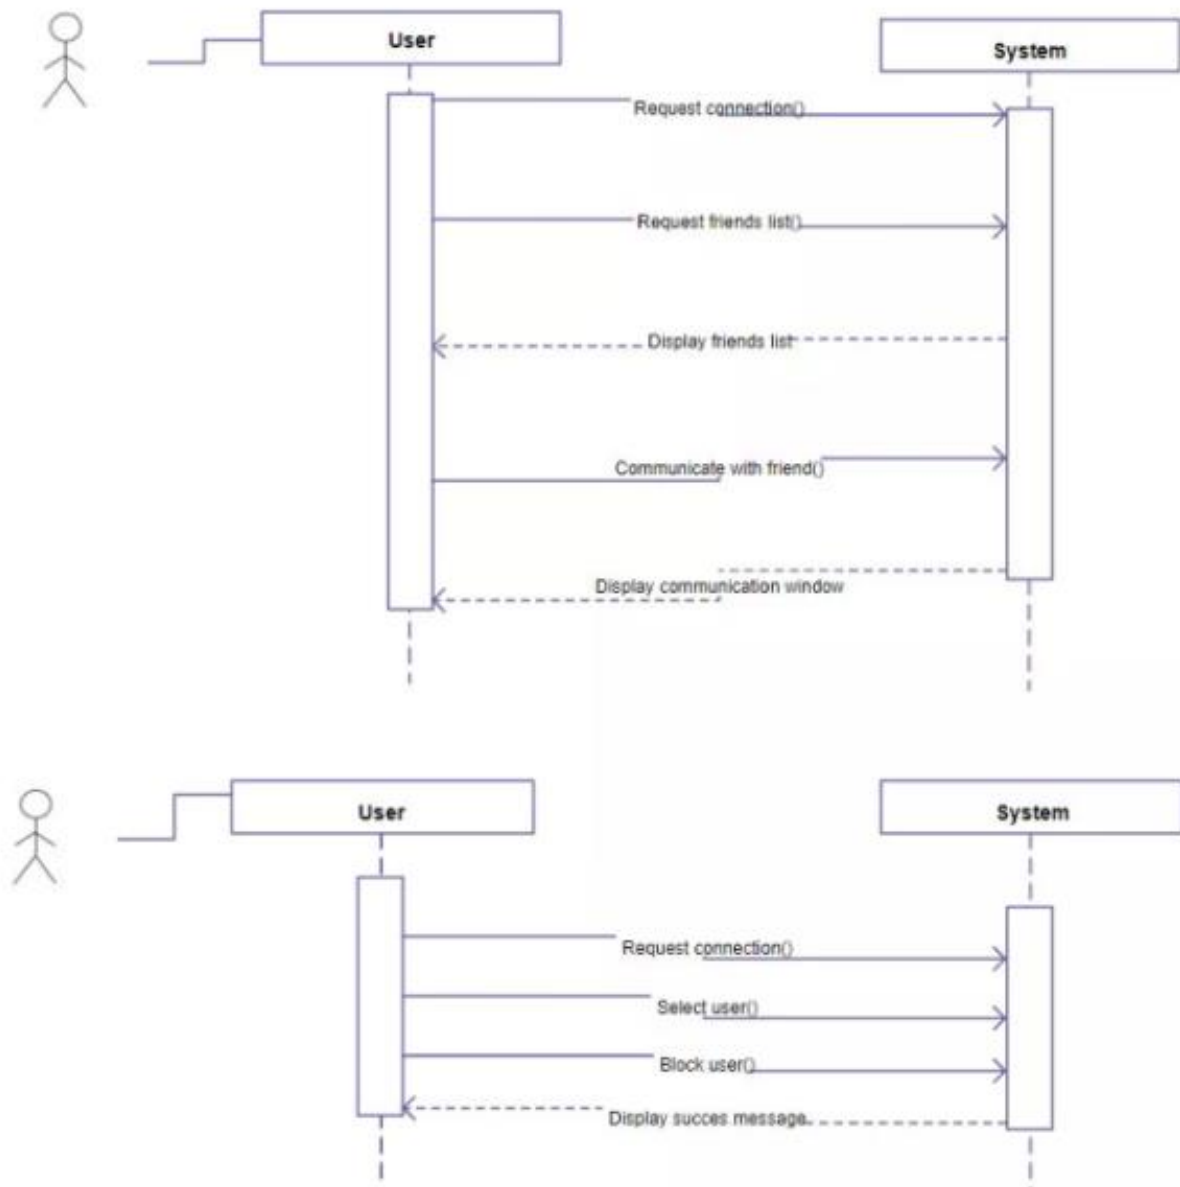 User
System
Request connection()
Request friends list()
Display friends list
Communicate with friend()
Display communication window
User
System
Request connection()
Select user()
Block user()
Display succes message